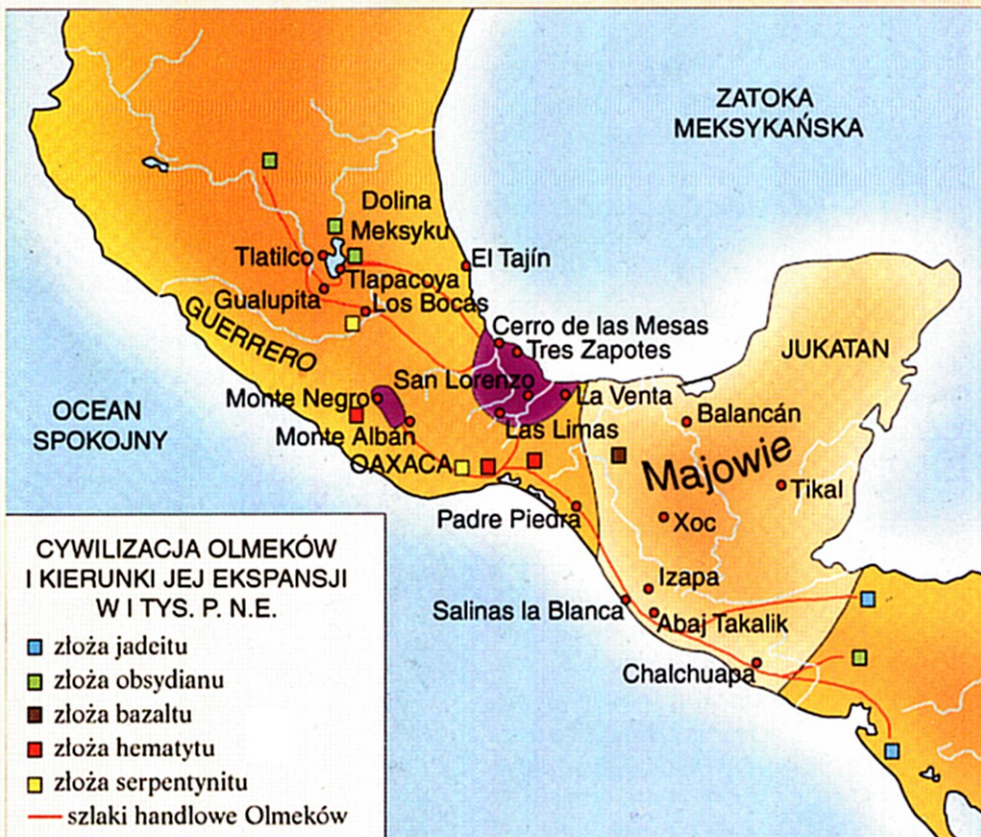 ZATOKA
MEKSYKAŃSKA
Dolina
Meksyku
Tlatilco
El Tajín
Tlapacoya
Gualupita
Los Bocas
GUERRERO
Cerro de las Mesas
Tres Zapotes
JUKATAN
San Lorenzo
La Venta
Monte Negro
Balancán
OCEAN
SPOKOJNY
Monte Albán
Las Limas
OAXACA
Majowie
Tikal
Padre Piedra
Xoc
Izapa
Salinas la Blanca
Abaj Takalik
Chalchuapa
CYWILIZACJA OLMEKÓW
I KIERUNKI JEJ EKSPANSJI
W I TYS. P. N.E.
złoża jadeitu
złoża obsydianu
złoża bazaltu
złoża hematytu
złoża serpentynitu
szlaki handlowe Olmeków